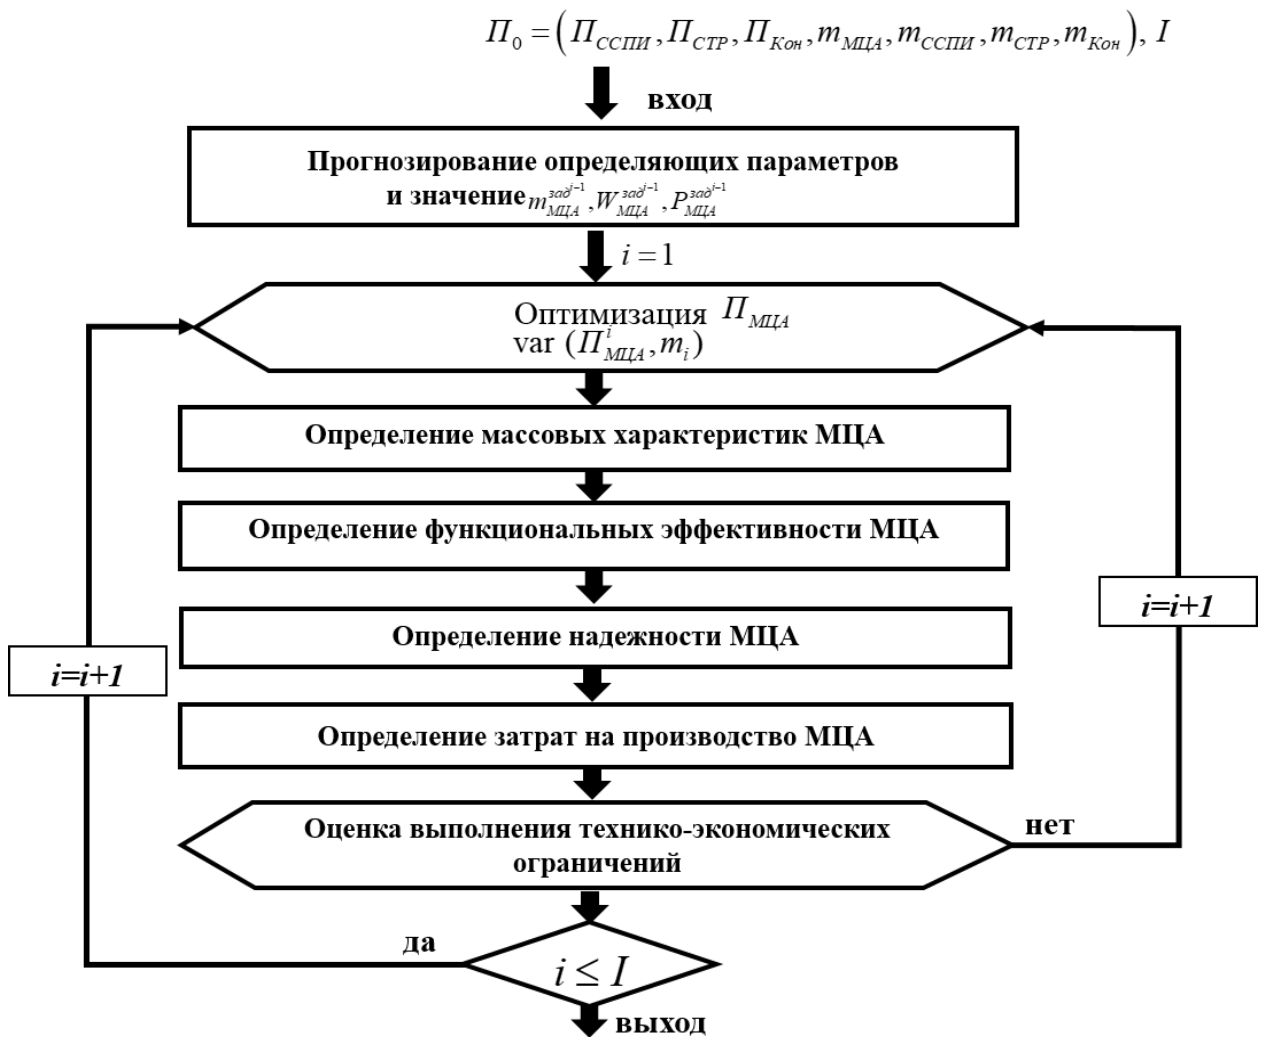 П₀ = (П_ССПИ, П_СТР, П_Кон, m_МЦА, m_ССПИ, m_СТР, m_Кон), I
вход
Прогнозирование определяющих параметров
и значение m_МЦА^зад^i−1, W_МЦА^зад^i−1, P_МЦА^зад^i−1
i = 1
Оптимизация П_МЦА
var (П_МЦА^i, m_i)
Определение массовых характеристик МЦА
Определение функциональных эффективности МЦА
i=i+1
Определение надежности МЦА
i=i+1
Определение затрат на производство МЦА
Оценка выполнения технико-экономических
ограничений
нет
да
i ≤ I
выход